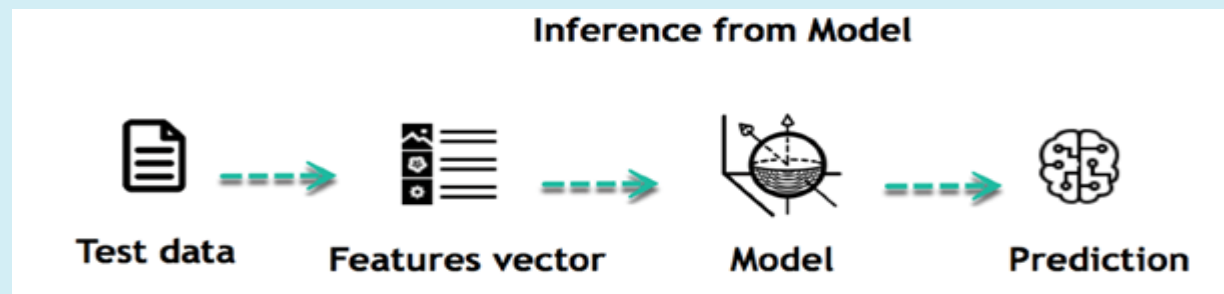 Inference from Model
Test data
Features vector
Model
Prediction